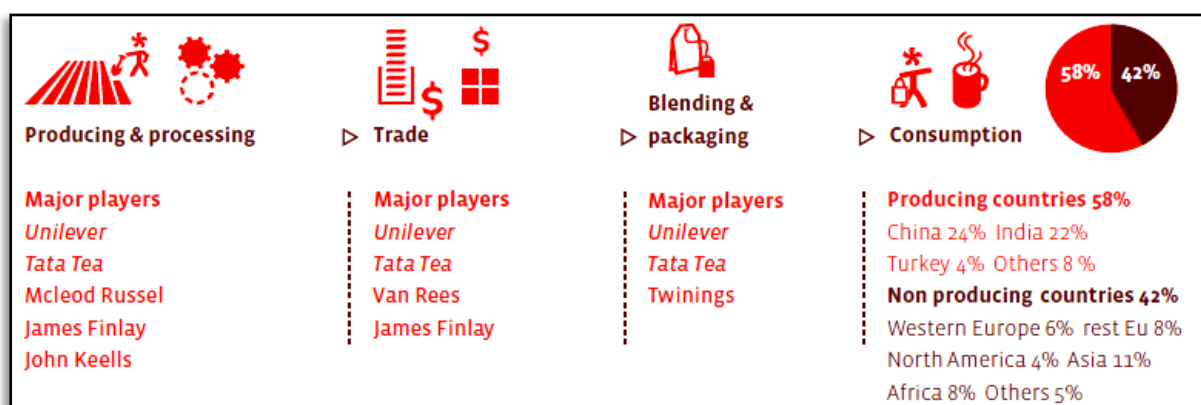 58% 42%
Producing & processing
Trade
Blending &
packaging
Consumption
Major players
Unilever
Tata Tea
Mcleod Russel
James Finlay
John Keells
Major players
Unilever
Tata Tea
Van Rees
James Finlay
Major players
Unilever
Tata Tea
Twinings
Producing countries 58%
China 24% India 22%
Turkey 4% Others 8 %
Non producing countries 42%
Western Europe 6% rest Eu 8%
North America 4% Asia 11%
Africa 8% Others 5%